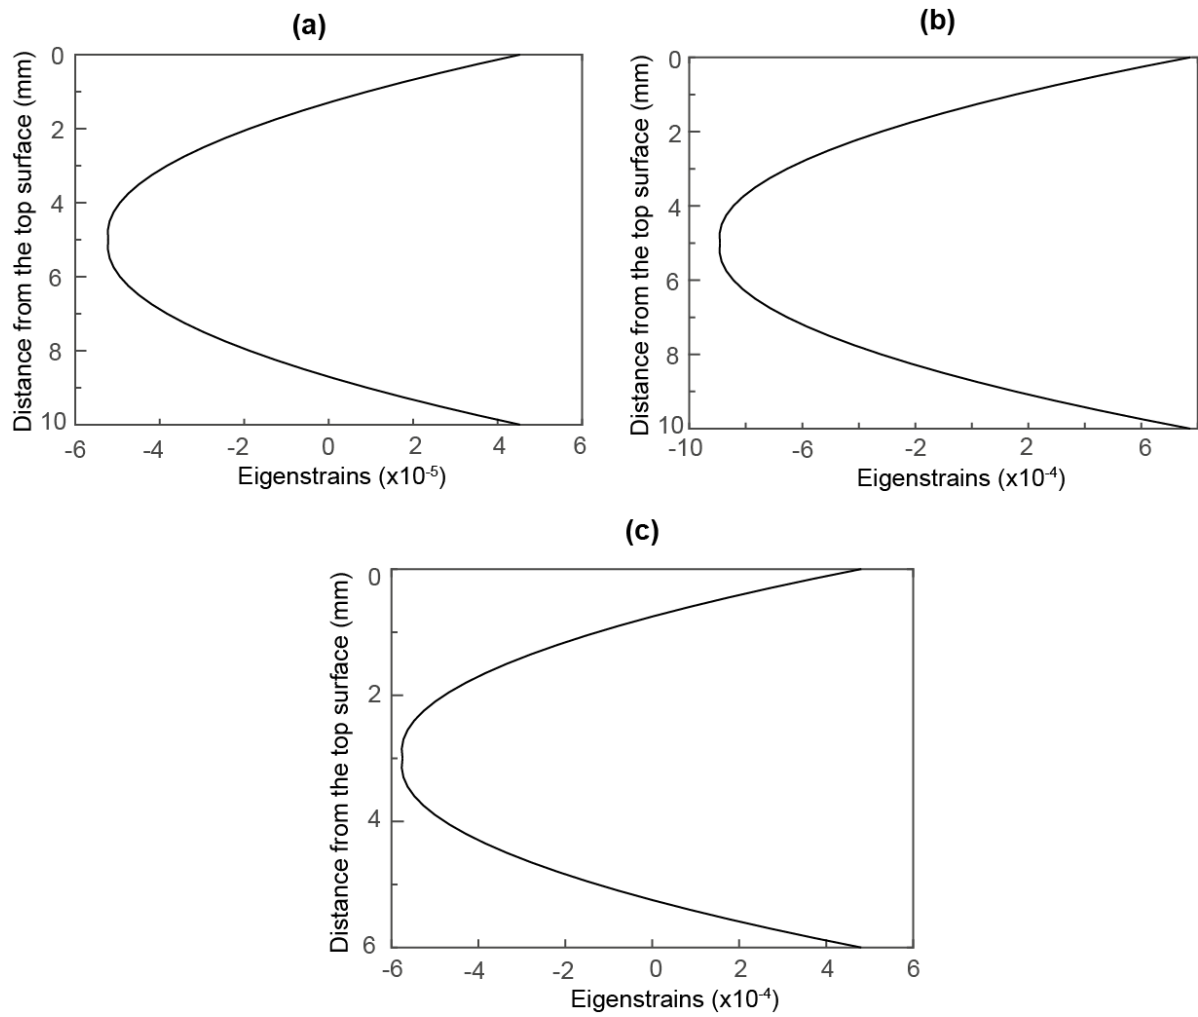 (a)
Distance from the top surface (mm)
0
2
4
6
8
10
-6 -4 -2 0 2 4 6
Eigenstrains (x10-5)
(b)
Distance from the top surface (mm)
0
2
4
6
8
10
-10 -6 -2 2 6
Eigenstrains (x10-4)
(c)
Distance from the top surface (mm)
0
2
4
6
-6 -4 -2 0 2 4 6
Eigenstrains (x10-4)